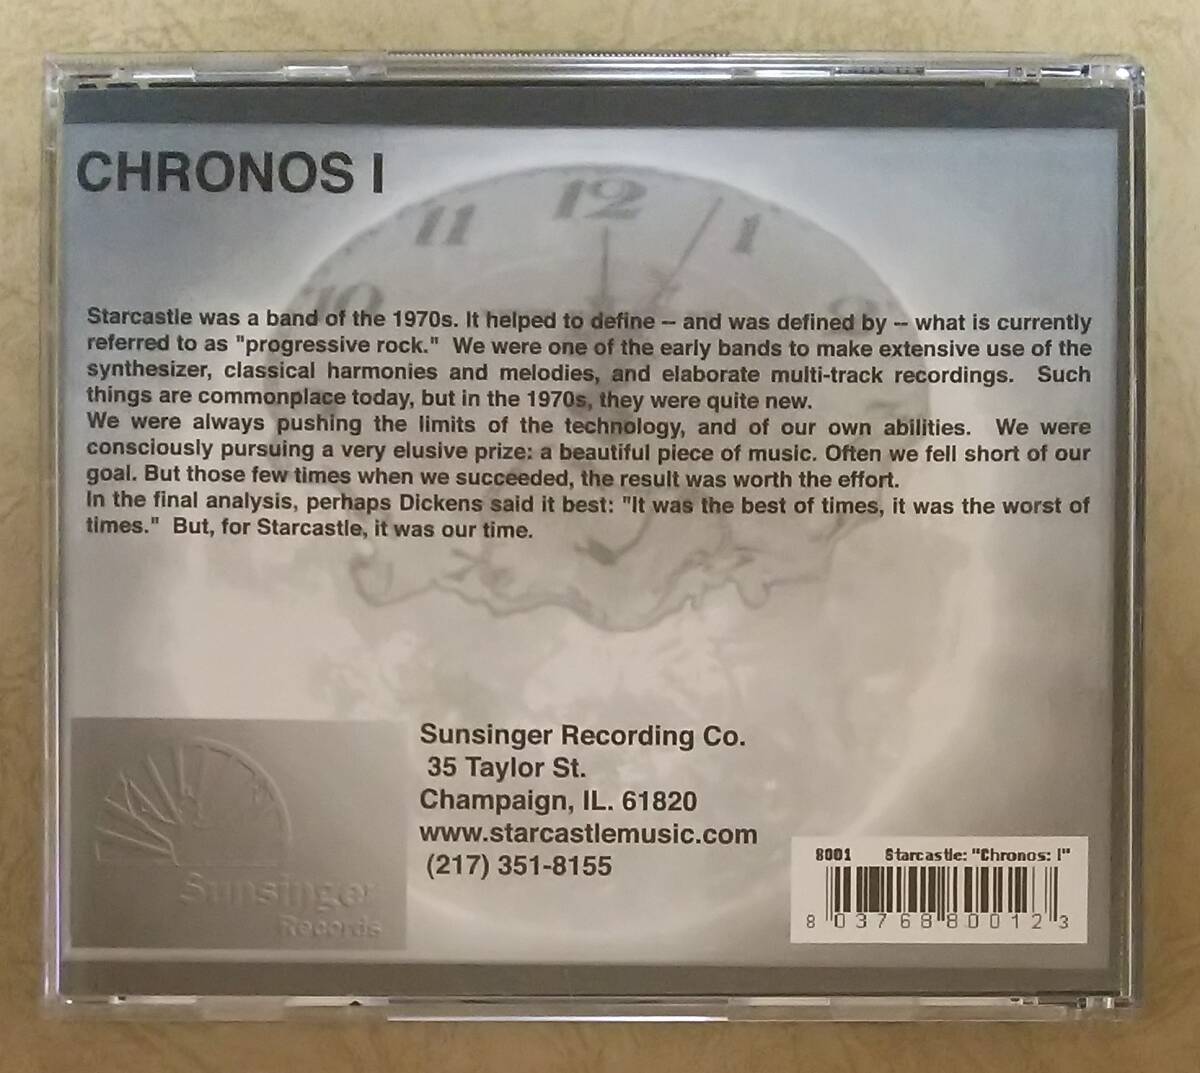 CHRONOS I
11 12 1
10 2
Starcastle was a band of the 1970s. It helped to define -- and was defined by -- what is currently
referred to as "progressive rock."  We were one of the early bands to make extensive use of the
synthesizer, classical harmonies and melodies, and elaborate multi-track recordings.  Such
things are commonplace today, but in the 1970s, they were quite new.
We were always pushing the limits of the technology, and of our own abilities.  We were
consciously pursuing a very elusive prize: a beautiful piece of music. Often we fell short of our
goal. But those few times when we succeeded, the result was worth the effort.
In the final analysis, perhaps Dickens said it best: "It was the best of times, it was the worst of
times."  But, for Starcastle, it was our time.
Sunsinger Recording Co.
35 Taylor St.
Champaign, IL. 61820
www.starcastlemusic.com
(217) 351-8155
Sunsinger
Records
8001 Starcastle: "Chronos: I"
8 03768 80012 3